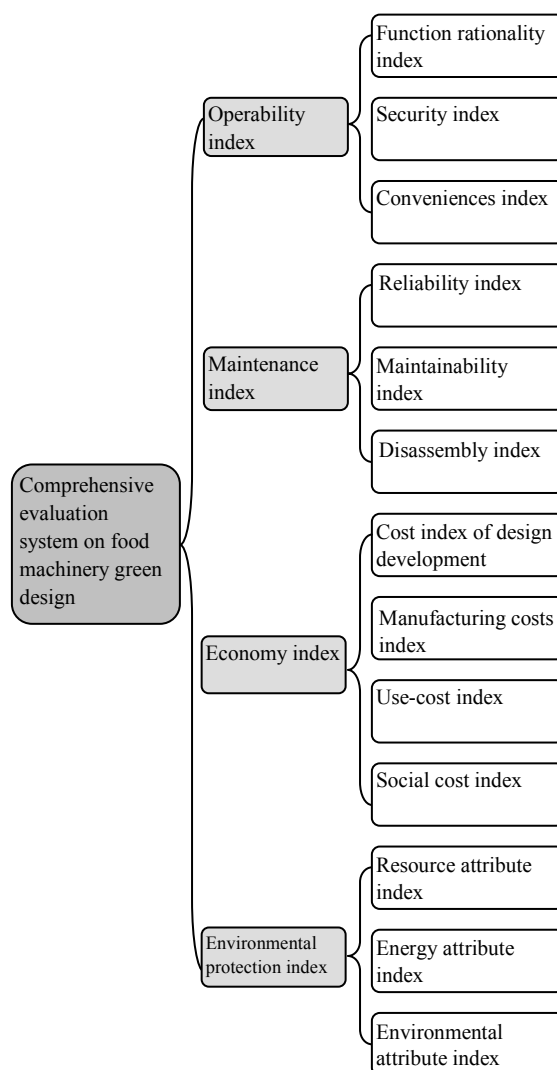 Function rationality
index
Operability
index
Security index
Conveniences index
Reliability index
Maintenance
index
Maintainability
index
Disassembly index
Comprehensive
evaluation
system on food
machinery green
design
Cost index of design
development
Manufacturing costs
index
Economy index
Use-cost index
Social cost index
Resource attribute
index
Environmental
protection index
Energy attribute
index
Environmental
attribute index